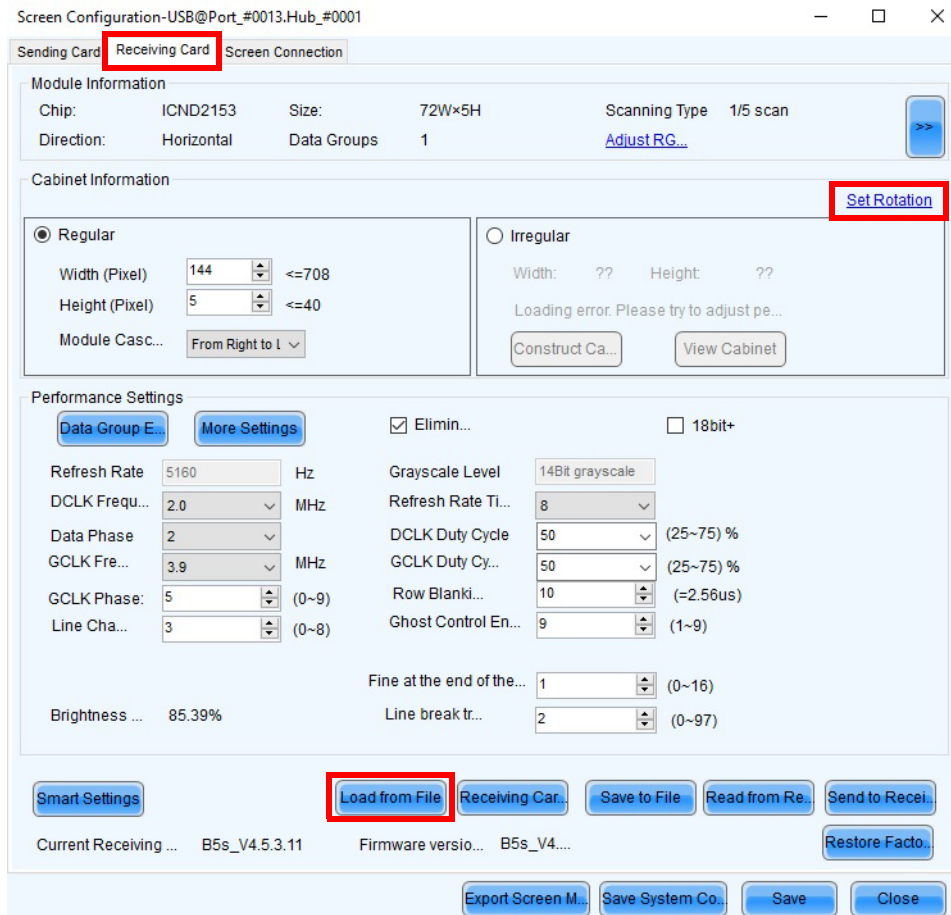 Screen Configuration-USB@Port_#0013.Hub_#0001
Sending Card Receiving Card Screen Connection
Module Information
Chip: ICND2153 Size: 72W×5H Scanning Type 1/5 scan
>>
Direction: Horizontal Data Groups 1 Adjust RG...
Cabinet Information
Set Rotation
Regular Irregular
Width (Pixel) 144 <=708 Width: ?? Height: ??
Height (Pixel) 5 <=40 Loading error. Please try to adjust pe...
Module Casc... From Right to L Construct Ca... View Cabinet
Performance Settings
Data Group E... More Settings Elimin... 18bit+
Refresh Rate 5160 Hz Grayscale Level 14Bit grayscale
DCLK Frequ... 2.0 MHz Refresh Rate Ti... 8
Data Phase 2 DCLK Duty Cycle 50 (25~75) %
GCLK Fre... 3.9 MHz GCLK Duty Cy... 50 (25~75) %
GCLK Phase: 5 (0~9) Row Blanki... 10 (=2.56us)
Line Cha... 3 (0~8) Ghost Control En... 9 (1~9)
Fine at the end of the... 1 (0~16)
Brightness ... 85.39% Line break tr... 2 (0~97)
Smart Settings Load from File Receiving Car... Save to File Read from Re... Send to Recei...
Current Receiving ... B5s_V4.5.3.11 Firmware versio... B5s_V4.... Restore Facto...
Export Screen M... Save System Co... Save Close